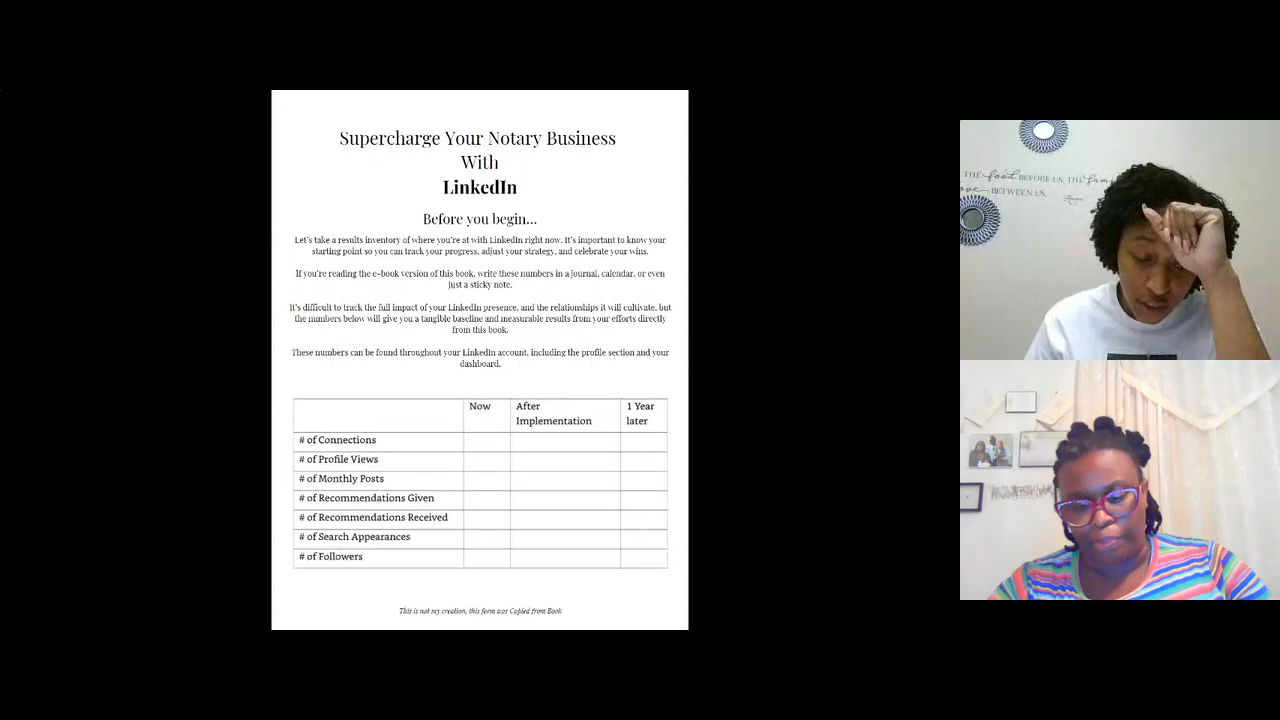 Supercharge Your Notary Business
With
LinkedIn
Before you begin...
Let's take a results inventory of where you're at with LinkedIn right now. It's important to know your
starting point so you can track your progress, adjust your strategy, and celebrate your wins.
If you're reading the e-book version of this book, write these numbers in a journal, calendar, or even
just a sticky note.
It's difficult to track the full impact of your LinkedIn presence, and the relationships it will cultivate, but
the numbers below will give you a tangible baseline and measurable results from your efforts directly
from this book.
These numbers can be found throughout your LinkedIn account, including the profile section and your
dashboard.
Now After 1 Year
Implementation later
# of Connections
# of Profile Views
# of Monthly Posts
# of Recommendations Given
# of Recommendations Received
# of Search Appearances
# of Followers
This is not my creation, this form was Copied from Book
THE food BEFORE US, THE
BETWEEN US,